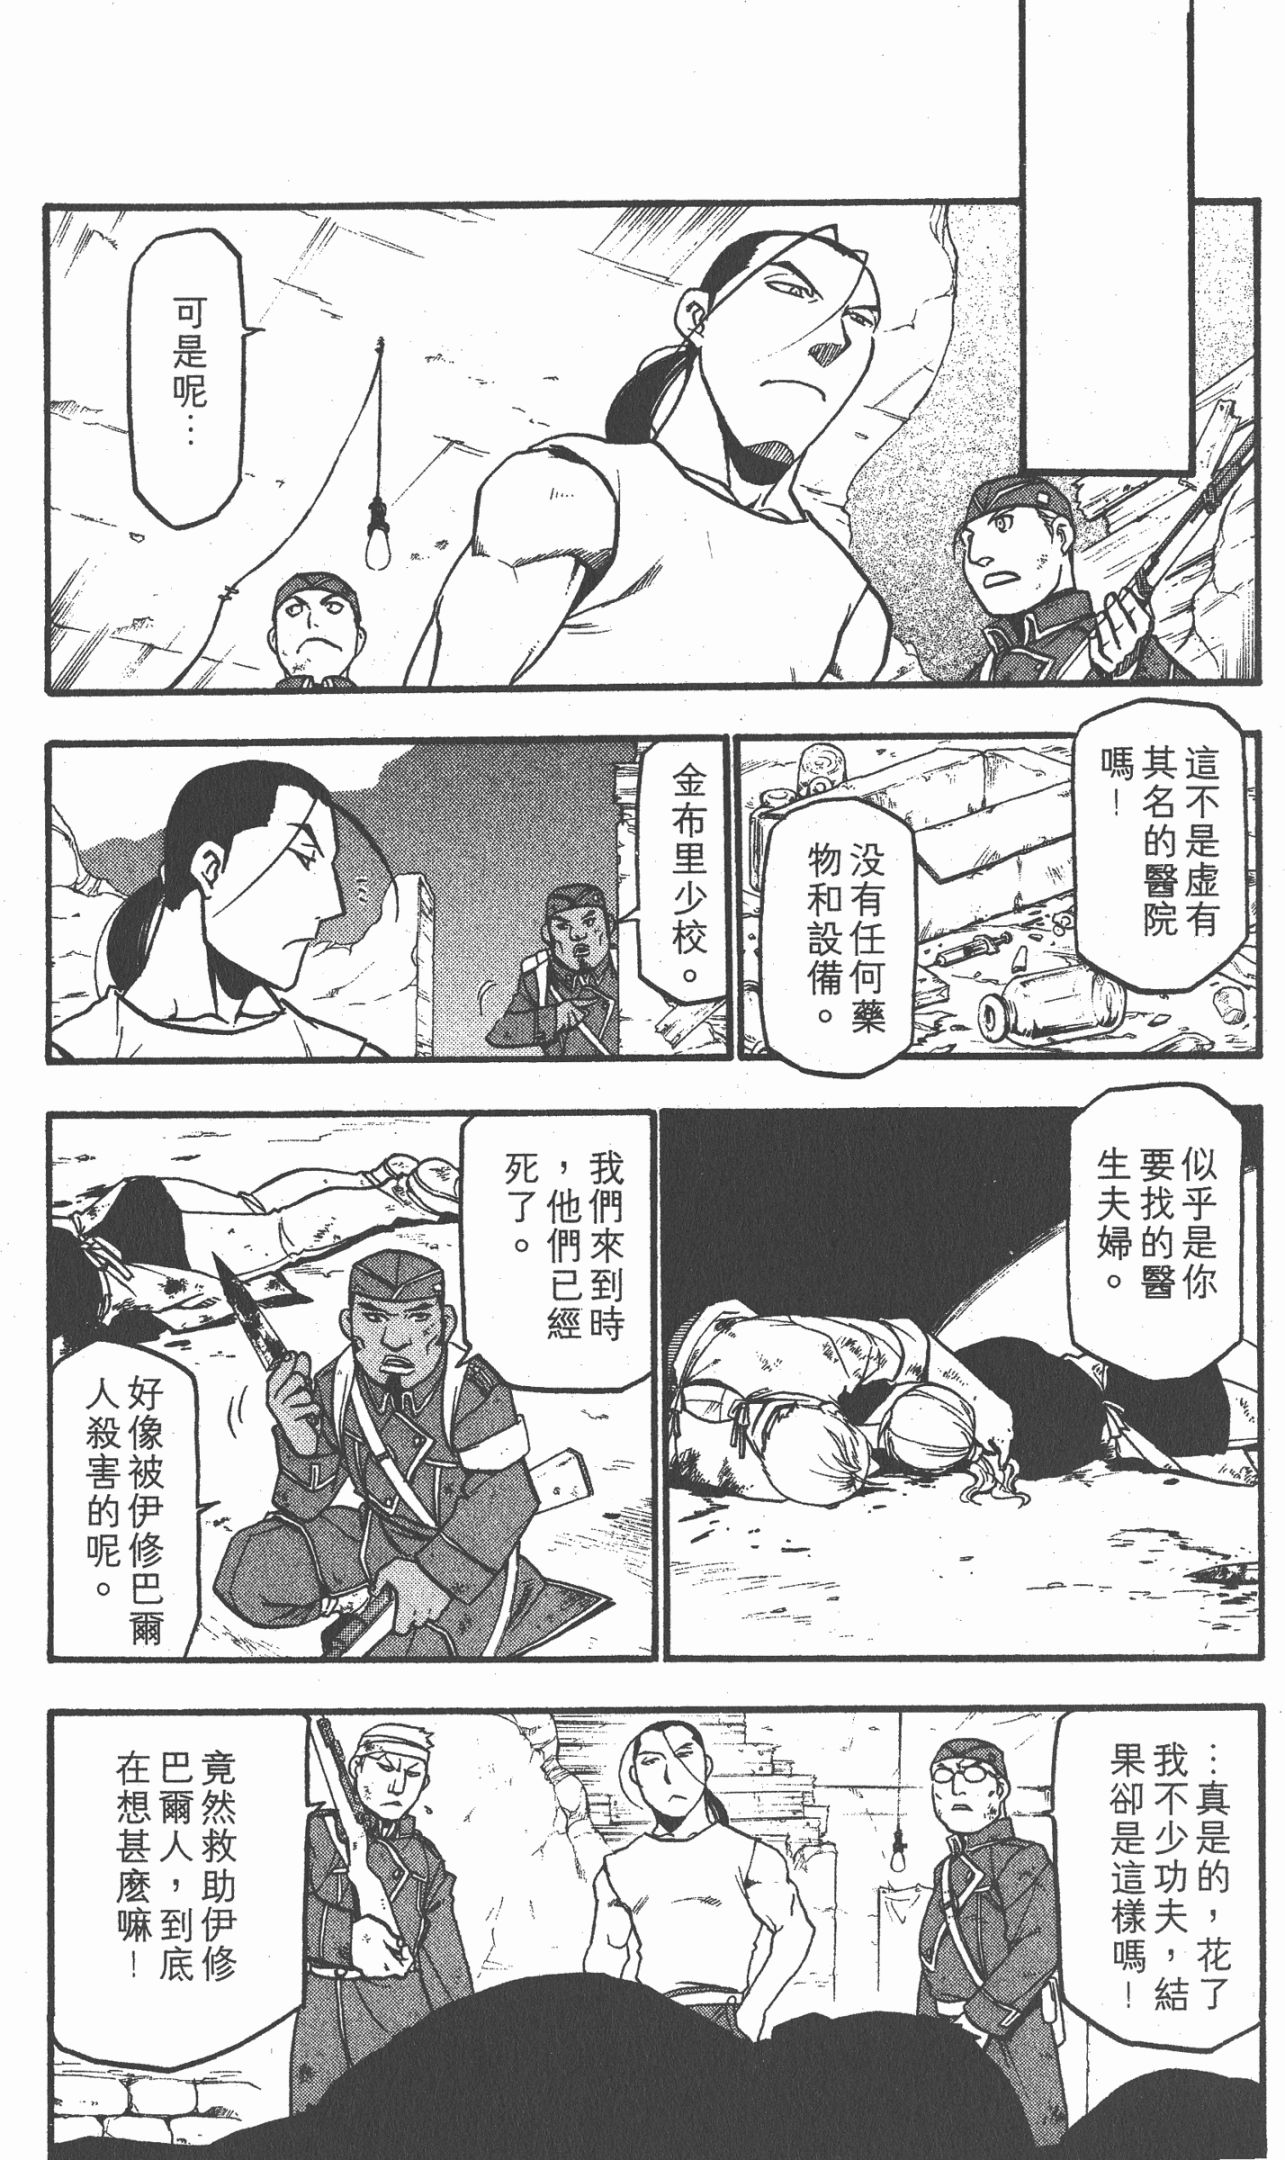 可是呢…
這不是虛有
其名的醫院
嗎！
没有任何藥
物和設備。
金布里少校。
似乎是你
要找的醫
生夫婦。
我們來到時
，他們已經
死了。
好像被伊修巴爾
人殺害的呢。
…真是的，花了
我不少功夫，結
果卻是這樣嗎！
竟然救助伊修
巴爾人，到底
在想甚麼嘛！